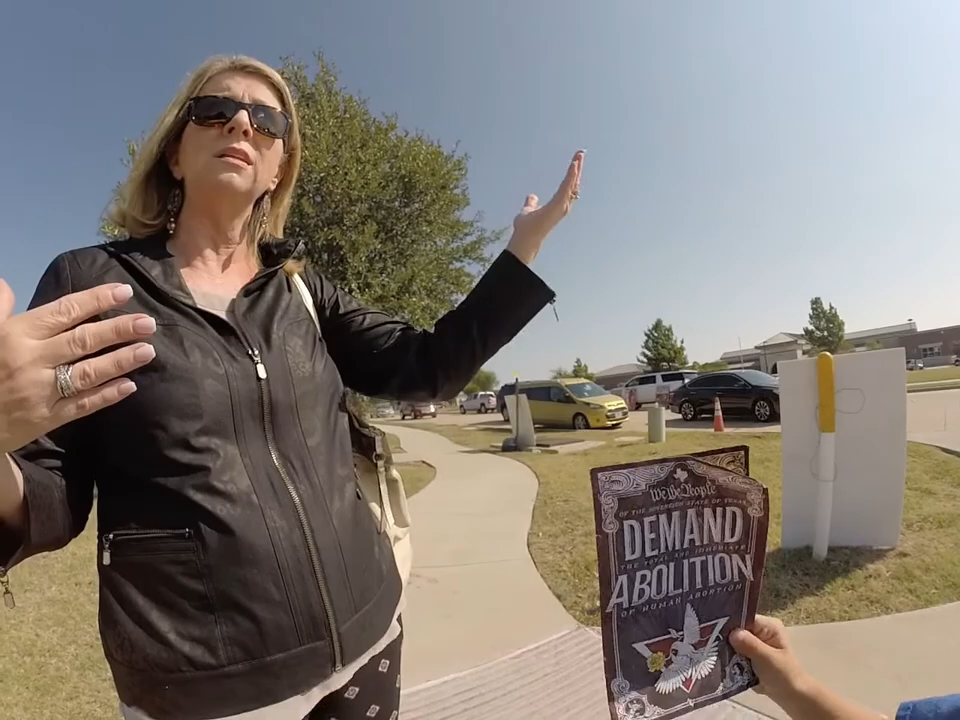 We the People
OF THE SOVEREIGN STATE OF TEXAS
DEMAND
THE TOTAL AND IMMEDIATE
ABOLITION
OF HUMAN ABORTION